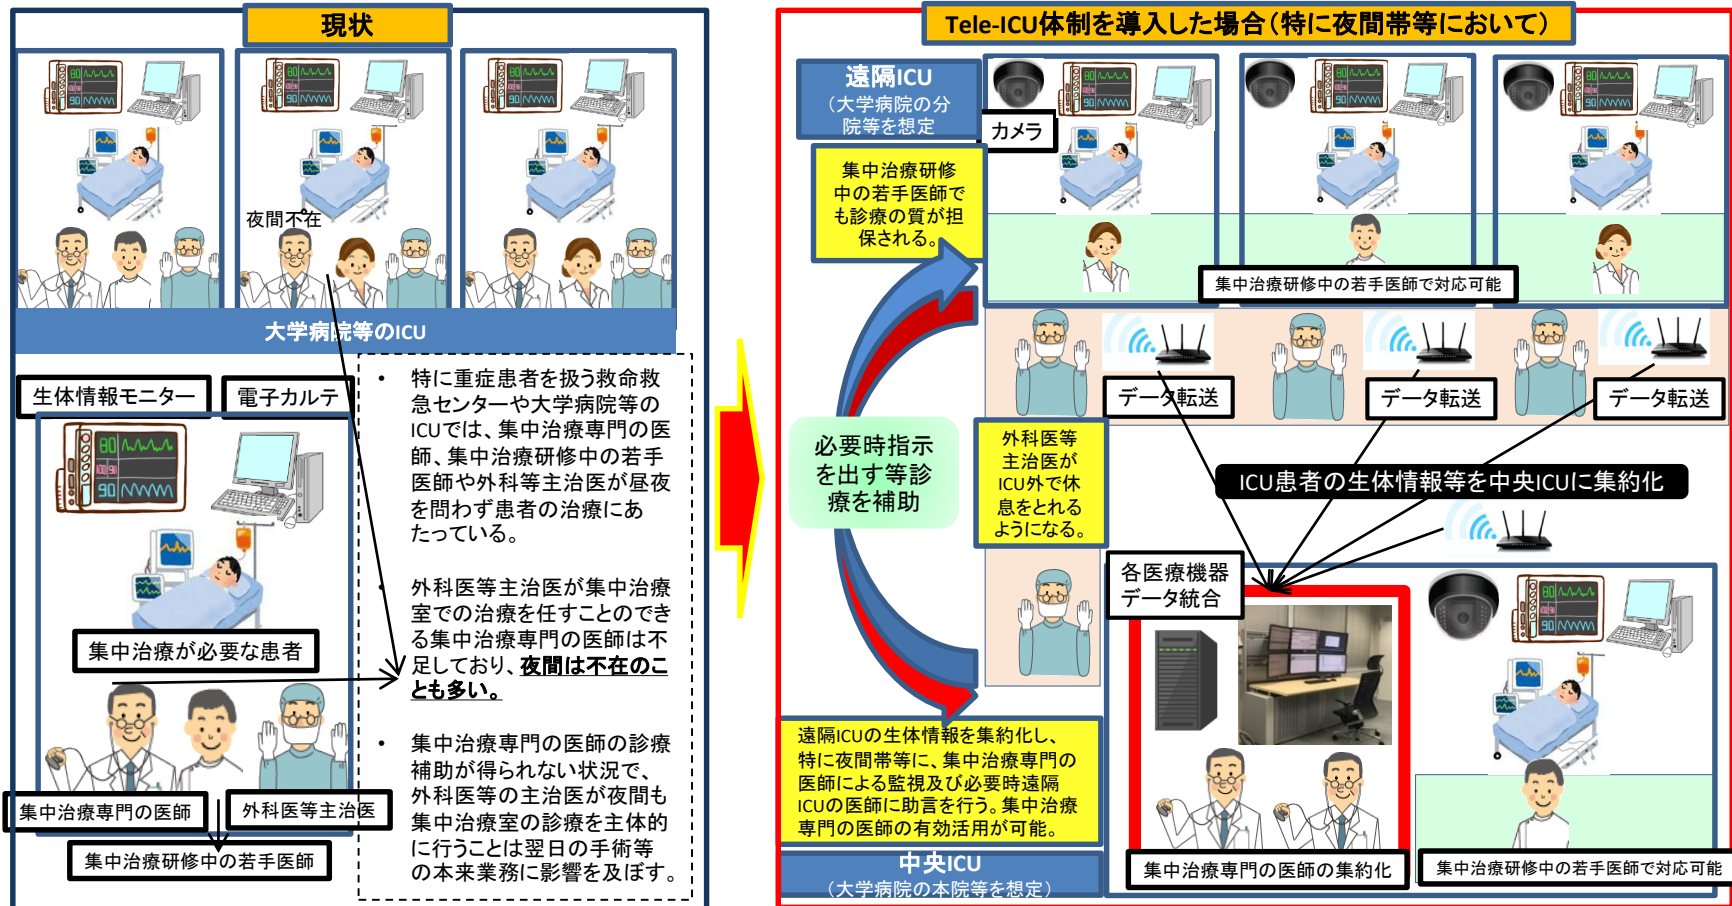 現状
夜間不在
大学病院等のICU
生体情報モニター
電子カルテ
集中治療が必要な患者
集中治療専門の医師
外科医等主治医
集中治療研修中の若手医師
• 特に重症患者を扱う救命救
急センターや大学病院等の
ICUでは、集中治療専門の医
師、集中治療研修中の若手
医師や外科等主治医が昼夜
を問わず患者の治療にあ
たっている。
• 外科医等主治医が集中治療
室での治療を任すことのでき
る集中治療専門の医師は不
足しており、夜間は不在のこ
とも多い。
• 集中治療専門の医師の診療
補助が得られない状況で、
外科医等の主治医が夜間も
集中治療室の診療を主体的
に行うことは翌日の手術等
の本来業務に影響を及ぼす。
Tele-ICU体制を導入した場合(特に夜間帯等において)
遠隔ICU
(大学病院の分
院等を想定
カメラ
集中治療研修
中の若手医師で
も診療の質が担
保される。
集中治療研修中の若手医師で対応可能
データ転送
データ転送
データ転送
必要時指示
を出す等診
療を補助
外科医等
主治医が
ICU外で休
息をとれる
ようになる。
ICU患者の生体情報等を中央ICUに集約化
各医療機器
データ統合
遠隔ICUの生体情報を集約化し、
特に夜間帯等に、集中治療専門の
医師による監視及び必要時遠隔
ICUの医師に助言を行う。集中治療
専門の医師の有効活用が可能。
中央ICU
(大学病院の本院等を想定)
集中治療専門の医師の集約化
集中治療研修中の若手医師で対応可能